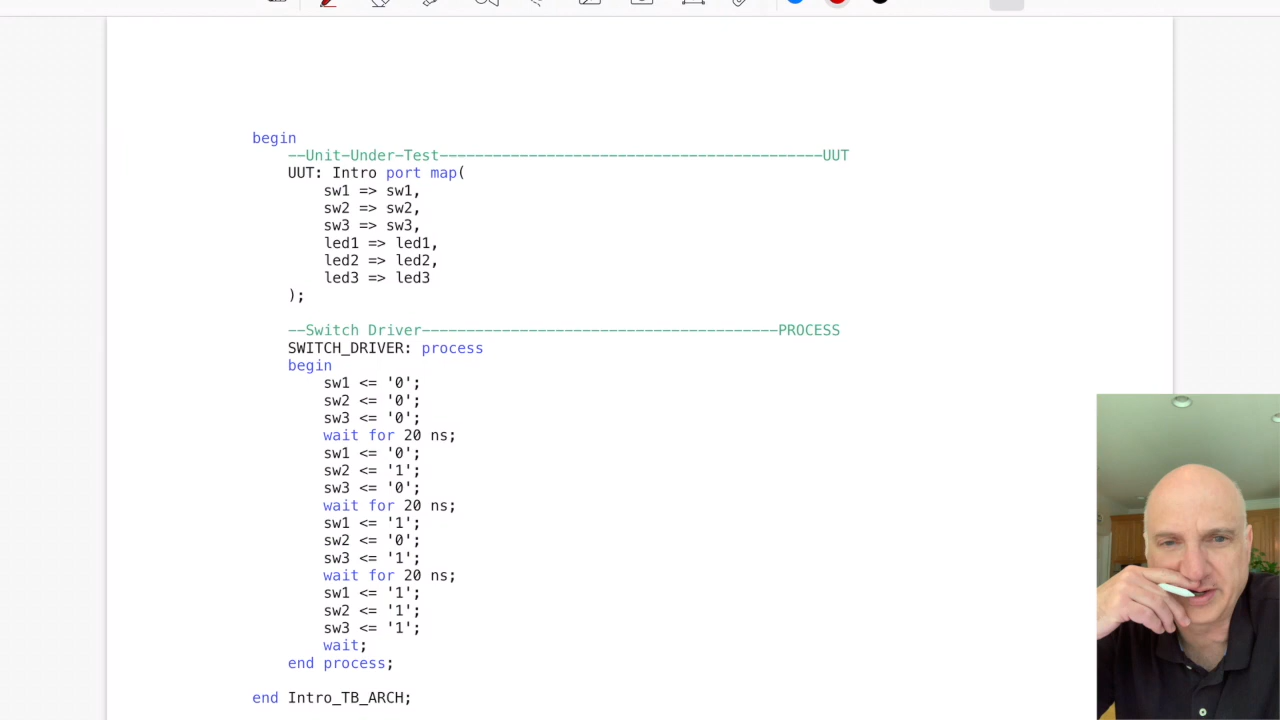 begin
--Unit-Under-Test-------------------------------------------UUT
UUT: Intro port map(
sw1 => sw1,
sw2 => sw2,
sw3 => sw3,
led1 => led1,
led2 => led2,
led3 => led3
);
--Switch Driver----------------------------------------PROCESS
SWITCH_DRIVER: process
begin
sw1 <= '0';
sw2 <= '0';
sw3 <= '0';
wait for 20 ns;
sw1 <= '0';
sw2 <= '1';
sw3 <= '0';
wait for 20 ns;
sw1 <= '1';
sw2 <= '0';
sw3 <= '1';
wait for 20 ns;
sw1 <= '1';
sw2 <= '1';
sw3 <= '1';
wait;
end process;
end Intro_TB_ARCH;